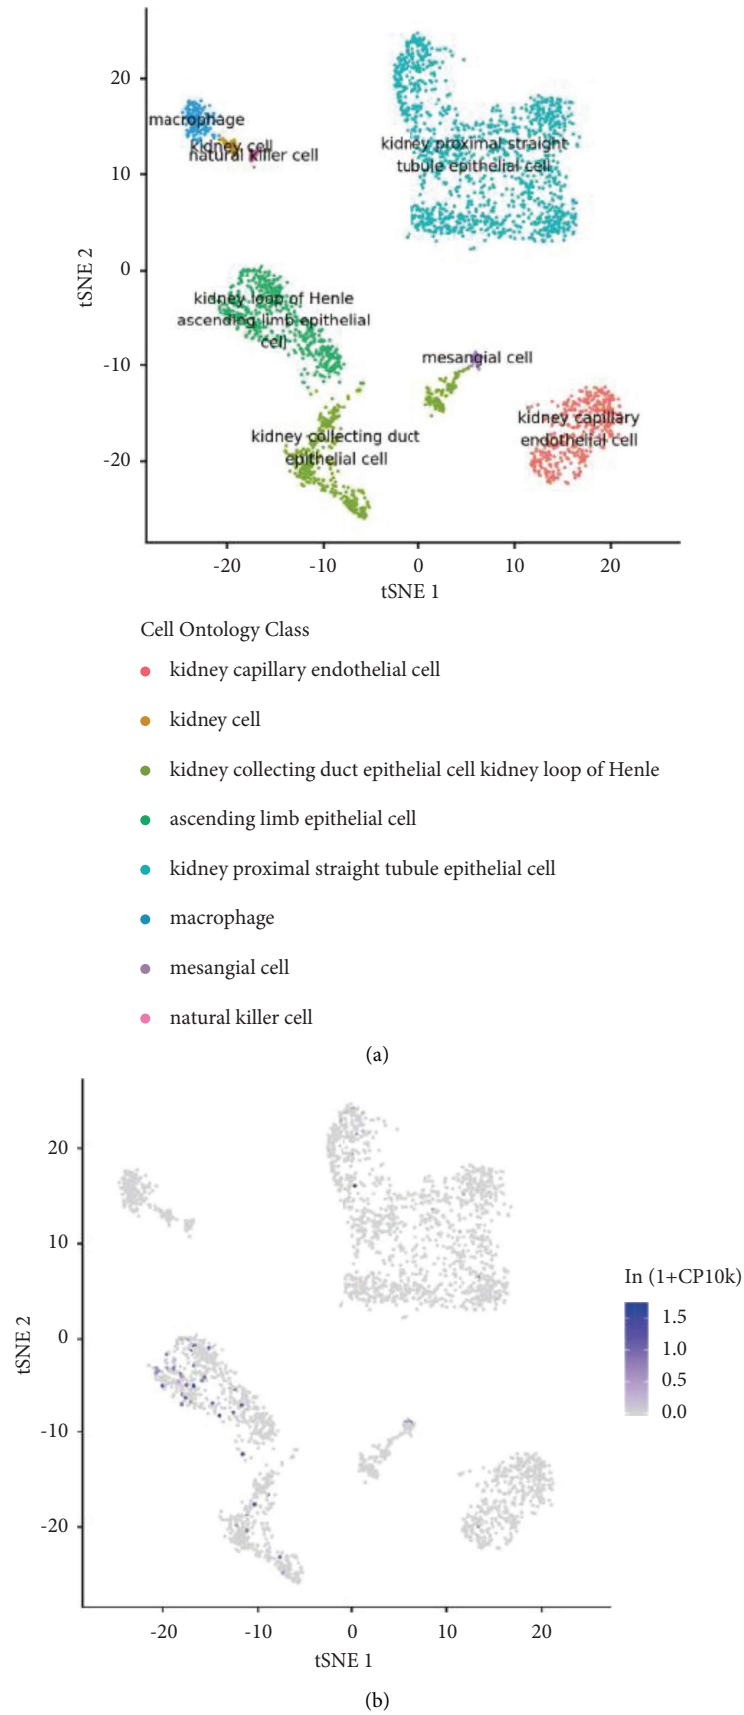 20
10
0
-10
-20
tSNE 2
macrophage
kidney cell
natural killer cell
kidney proximal straight
tubule epithelial cell
kidney loop of Henle
ascending limb epithelial
cell
mesangial cell
kidney capillary
endothelial cell
kidney collecting duct
epithelial cell
-20 -10 0 10 20
tSNE 1
Cell Ontology Class
kidney capillary endothelial cell
kidney cell
kidney collecting duct epithelial cell kidney loop of Henle
ascending limb epithelial cell
kidney proximal straight tubule epithelial cell
macrophage
mesangial cell
natural killer cell
(a)
20
10
0
-10
-20
tSNE 2
In (1+CP10k)
1.5
1.0
0.5
0.0
-20 -10 0 10 20
tSNE 1
(b)